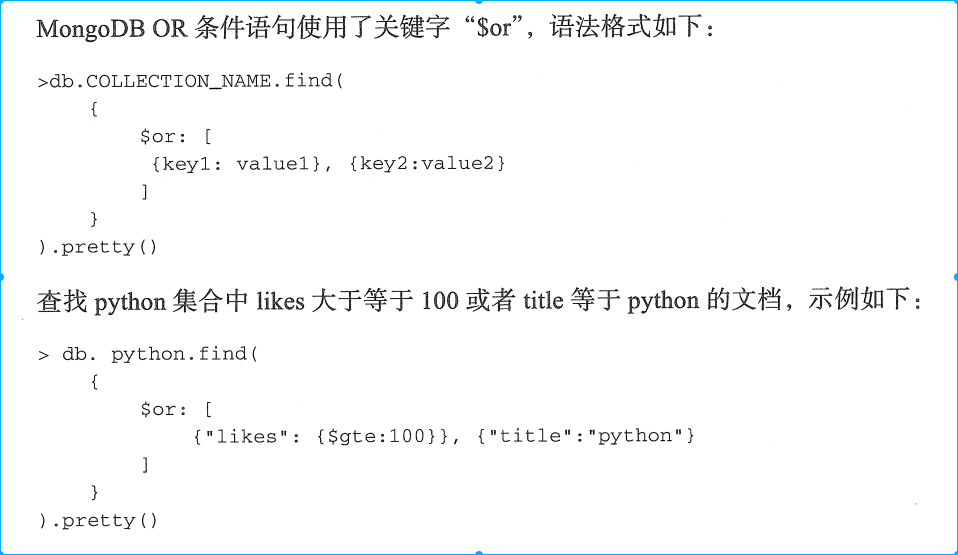 MongoDB OR 条件语句使用了关键字“$or”，语法格式如下：
>db.COLLECTION_NAME.find(
    {
        $or: [
         {key1: value1}, {key2:value2}
        ]
    }
).pretty()
查找 python 集合中 likes 大于等于 100 或者 title 等于 python 的文档，示例如下：
> db. python.find(
    {
        $or: [
            {"likes": {$gte:100}}, {"title":"python"}
        ]
    }
).pretty()